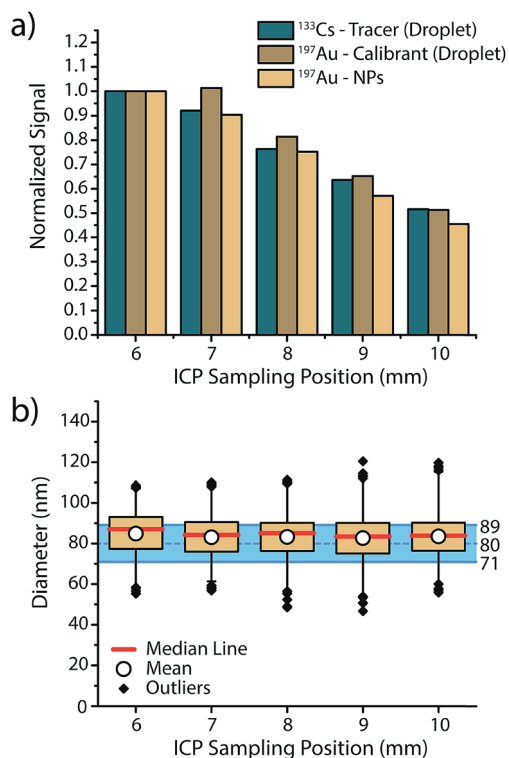 a)
¹³³Cs - Tracer (Droplet)
¹⁹⁷Au - Calibrant (Droplet)
¹⁹⁷Au - NPs
Normalized Signal
1.2
1.1
1.0
0.9
0.8
0.7
0.6
0.5
0.4
0.3
0.2
0.1
0.0
6 7 8 9 10
ICP Sampling Position (mm)
b)
Diameter (nm)
140
120
100
80
60
40
20
0
89
80
71
Median Line
Mean
Outliers
6 7 8 9 10
ICP Sampling Position (mm)